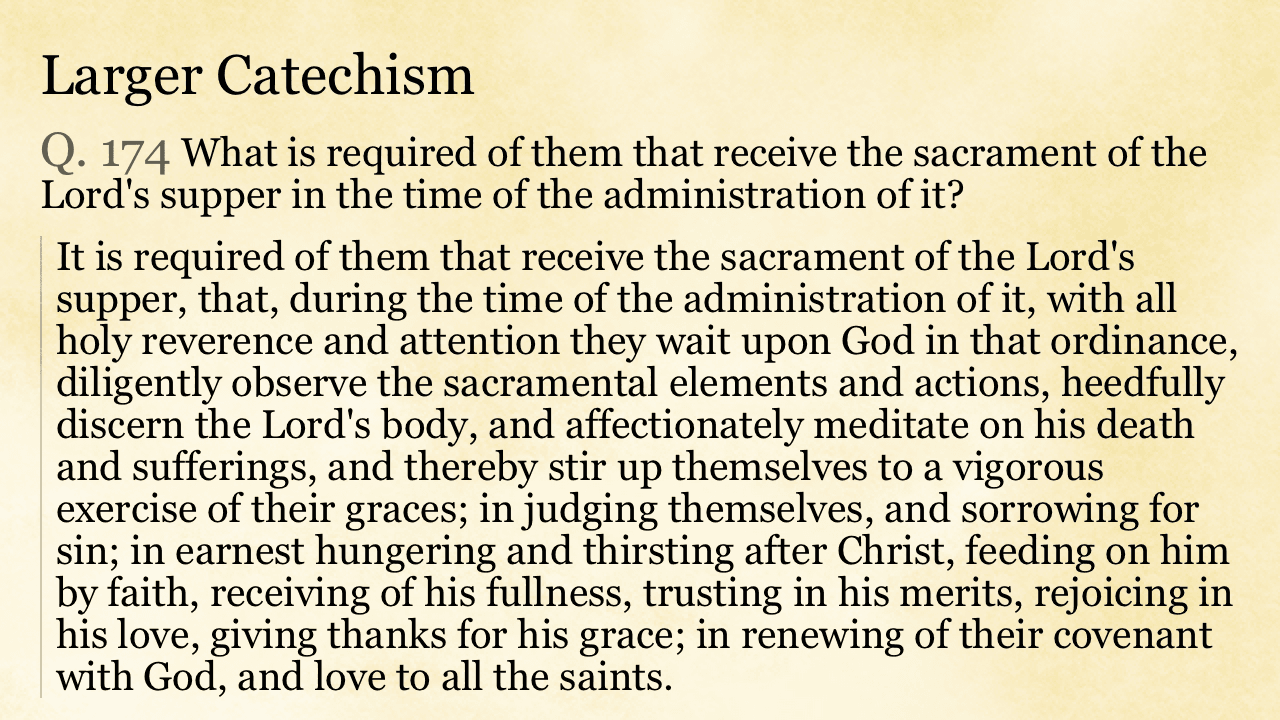 Larger Catechism
Q. 174 What is required of them that receive the sacrament of the
Lord's supper in the time of the administration of it?
It is required of them that receive the sacrament of the Lord's
supper, that, during the time of the administration of it, with all
holy reverence and attention they wait upon God in that ordinance,
diligently observe the sacramental elements and actions, heedfully
discern the Lord's body, and affectionately meditate on his death
and sufferings, and thereby stir up themselves to a vigorous
exercise of their graces; in judging themselves, and sorrowing for
sin; in earnest hungering and thirsting after Christ, feeding on him
by faith, receiving of his fullness, trusting in his merits, rejoicing in
his love, giving thanks for his grace; in renewing of their covenant
with God, and love to all the saints.